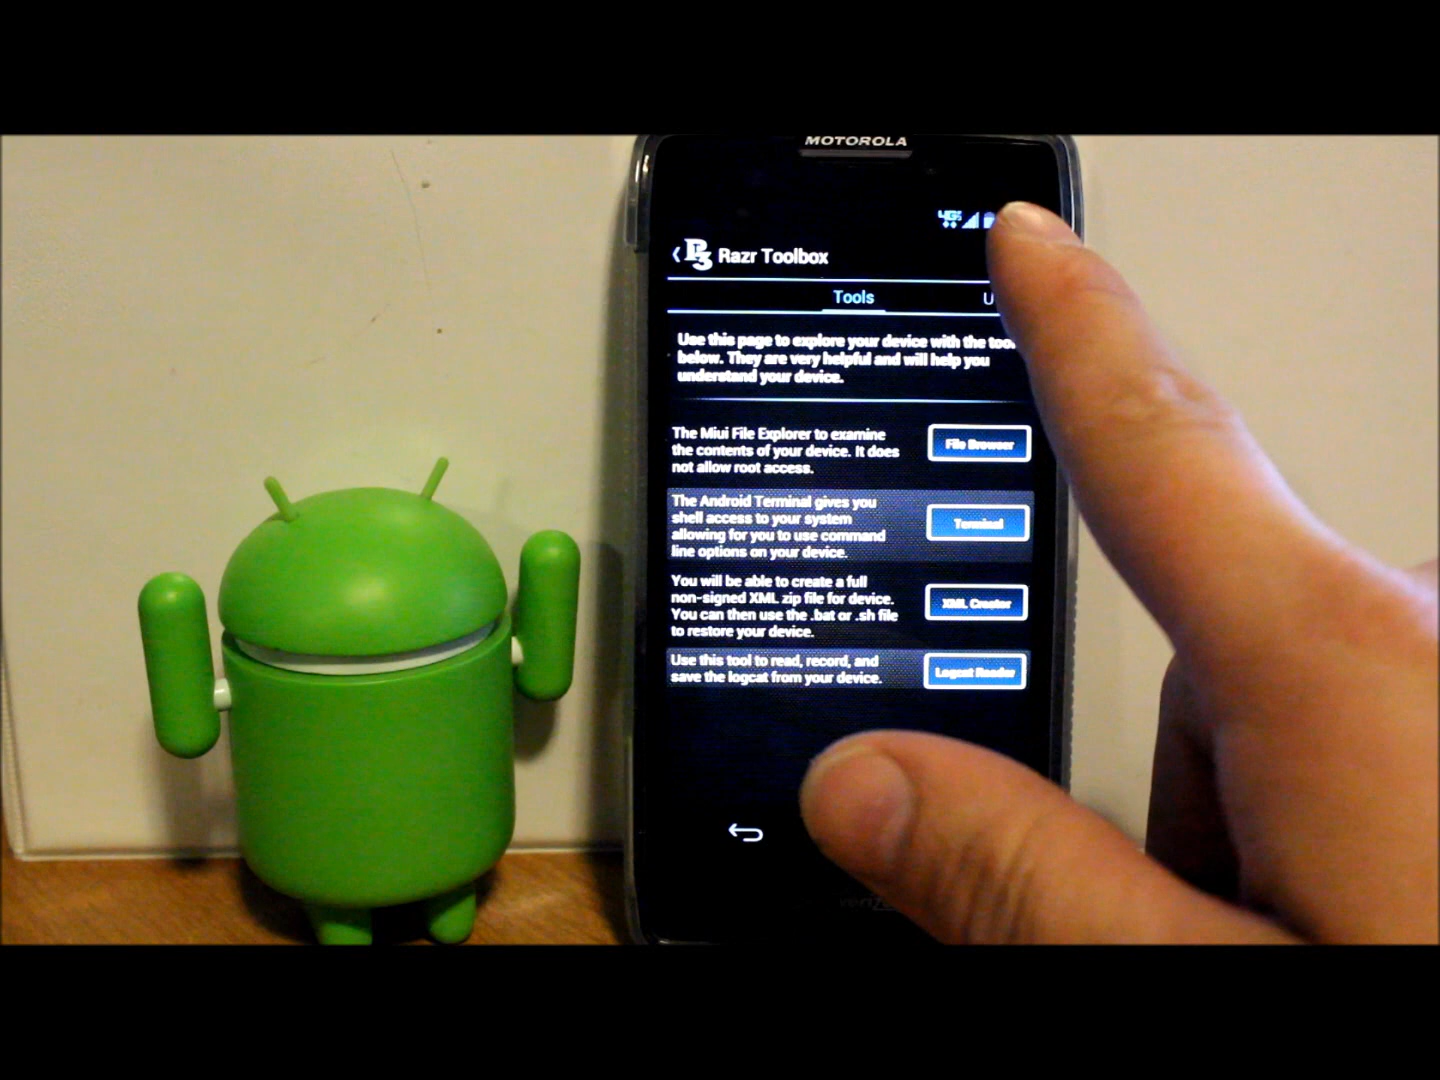 MOTOROLA
4G
Razr Toolbox
Tools
Use this page to explore your device with the
below. They are very helpful and will help you
understand your device.
The Miui File Explorer to examine
the contents of your device. It does
not allow root access.
File Browser
The Android Terminal gives you
shell access to your system
allowing for you to use command
line options on your device.
Terminal
You will be able to create a full
non-signed XML zip file for device.
You can then use the .bat or .sh file
to restore your device.
XML Creator
Use this tool to read, record, and
save the logcat from your device.
Logcat Reader